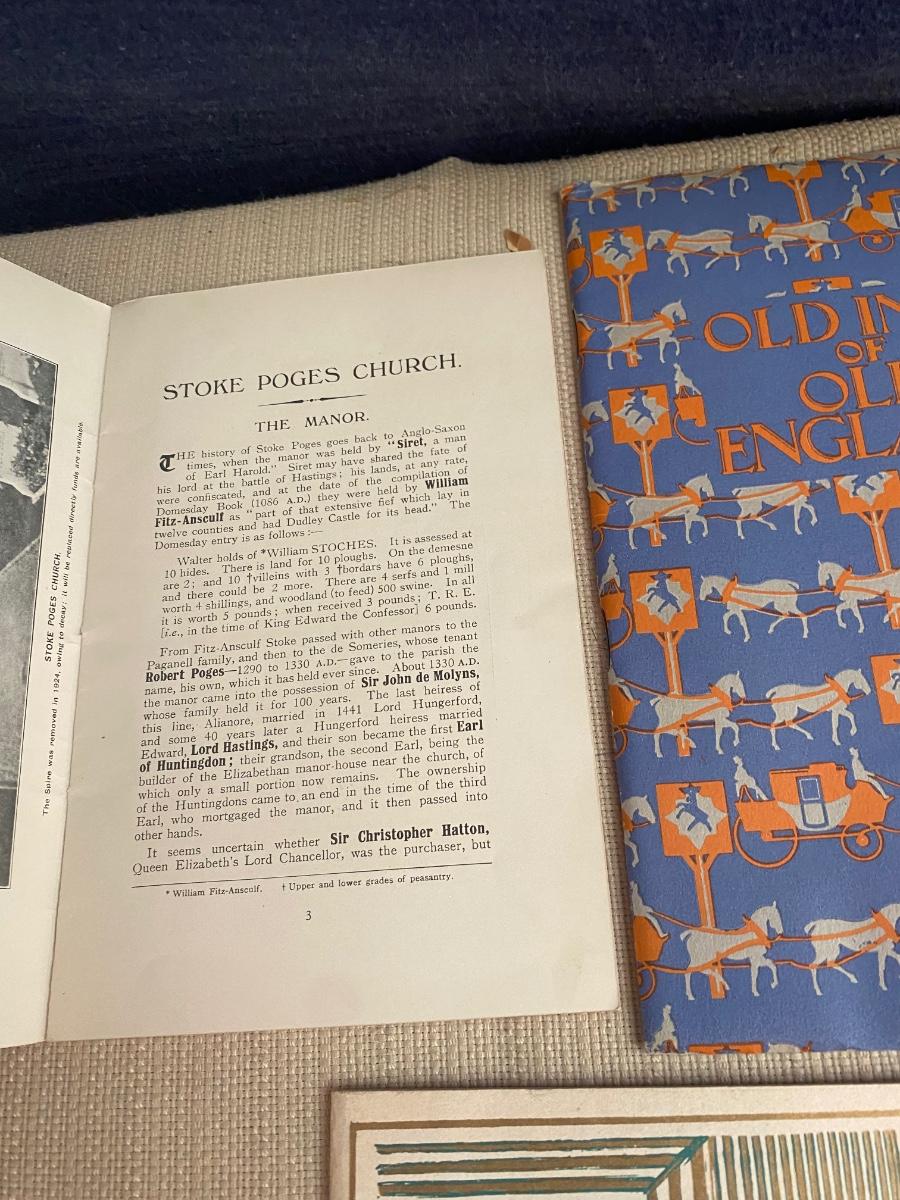 STOKE POGES CHURCH.
The Spire was removed in 1924, owing to decay; it will be replaced directly funds are available.
STOKE POGES CHURCH.
THE MANOR.
THE history of Stoke Poges goes back to Anglo-Saxon
times, when the manor was held by "Siret, a man
of Earl Harold." Siret may have shared the fate of
his lord at the battle of Hastings; his lands, at any rate,
were confiscated, and at the date of the compilation of
Domesday Book (1086 A.D.) they were held by William
Fitz-Ansculf as "part of that extensive fief which lay in
twelve counties and had Dudley Castle for its head." The
Domesday entry is as follows :—
Walter holds of *William STOCHES. It is assessed at
10 hides. There is land for 10 ploughs. On the demesne
are 2; and 10 †villeins with 3 †bordars have 6 ploughs,
and there could be 2 more. There are 4 serfs and 1 mill
worth 4 shillings, and woodland (to feed) 500 swine. In all
it is worth 5 pounds; when received 3 pounds; T. R. E.
[i.e., in the time of King Edward the Confessor] 6 pounds.
From Fitz-Ansculf Stoke passed with other manors to the
Paganell family, and then to the de Someries, whose tenant
Robert Poges—1290 to 1330 A.D.—gave to the parish the
name, his own, which it has held ever since. About 1330 A.D.
the manor came into the possession of Sir John de Molyns,
whose family held it for 100 years. The last heiress of
this line, Alianore, married in 1441 Lord Hungerford,
and some 40 years later a Hungerford heiress married
Edward, Lord Hastings, and their son became the first Earl
of Huntingdon; their grandson, the second Earl, being the
builder of the Elizabethan manor-house near the church, of
which only a small portion now remains. The ownership
of the Huntingdons came to an end in the time of the third
Earl, who mortgaged the manor, and it then passed into
other hands.
It seems uncertain whether Sir Christopher Hatton,
Queen Elizabeth's Lord Chancellor, was the purchaser, but
* William Fitz-Ansculf. † Upper and lower grades of peasantry.
3
OLD IN
OF
OLD
ENGLA